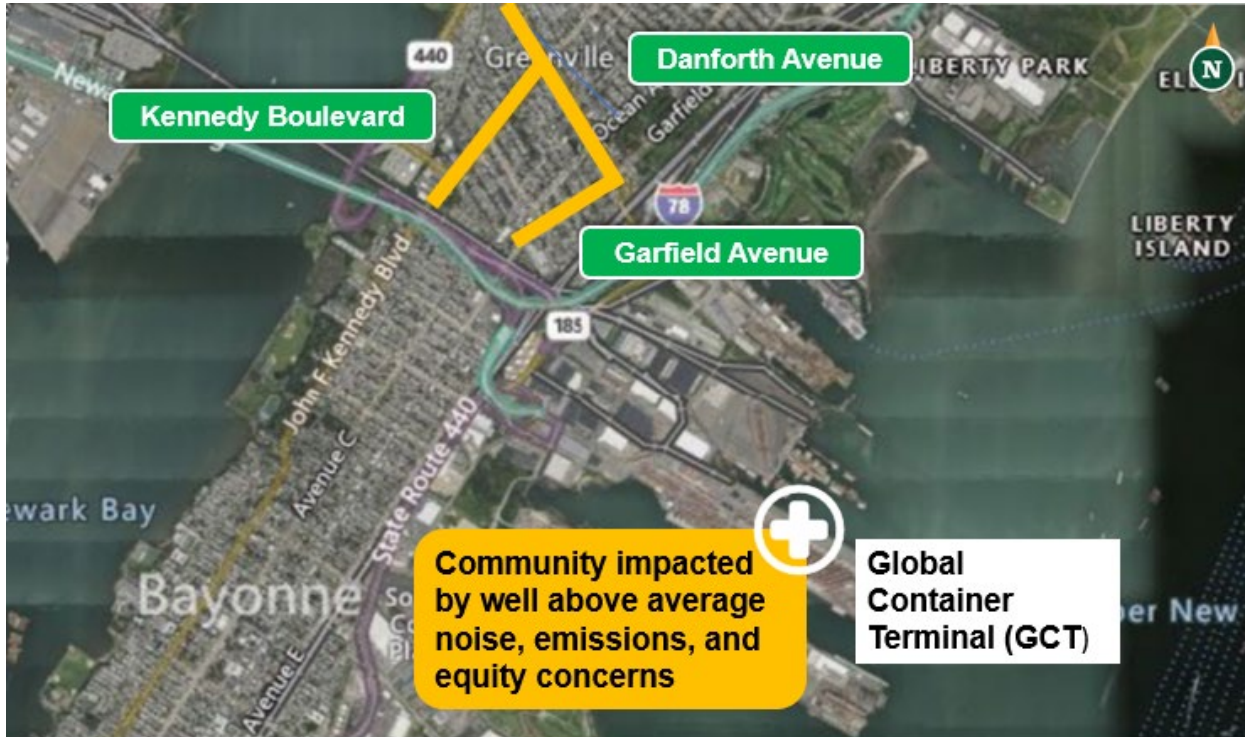 440
Greenville
Danforth Avenue
LIBERTY PARK
N
Kennedy Boulevard
Garfield
78
LIBERTY
ISLAND
Garfield Avenue
John F Kennedy Blvd
185
Avenue C
State Route 440
ewark Bay
Bayonne
Avenue E
Community impacted
by well above average
noise, emissions, and
equity concerns
Global
Container
Terminal (GCT)
per New